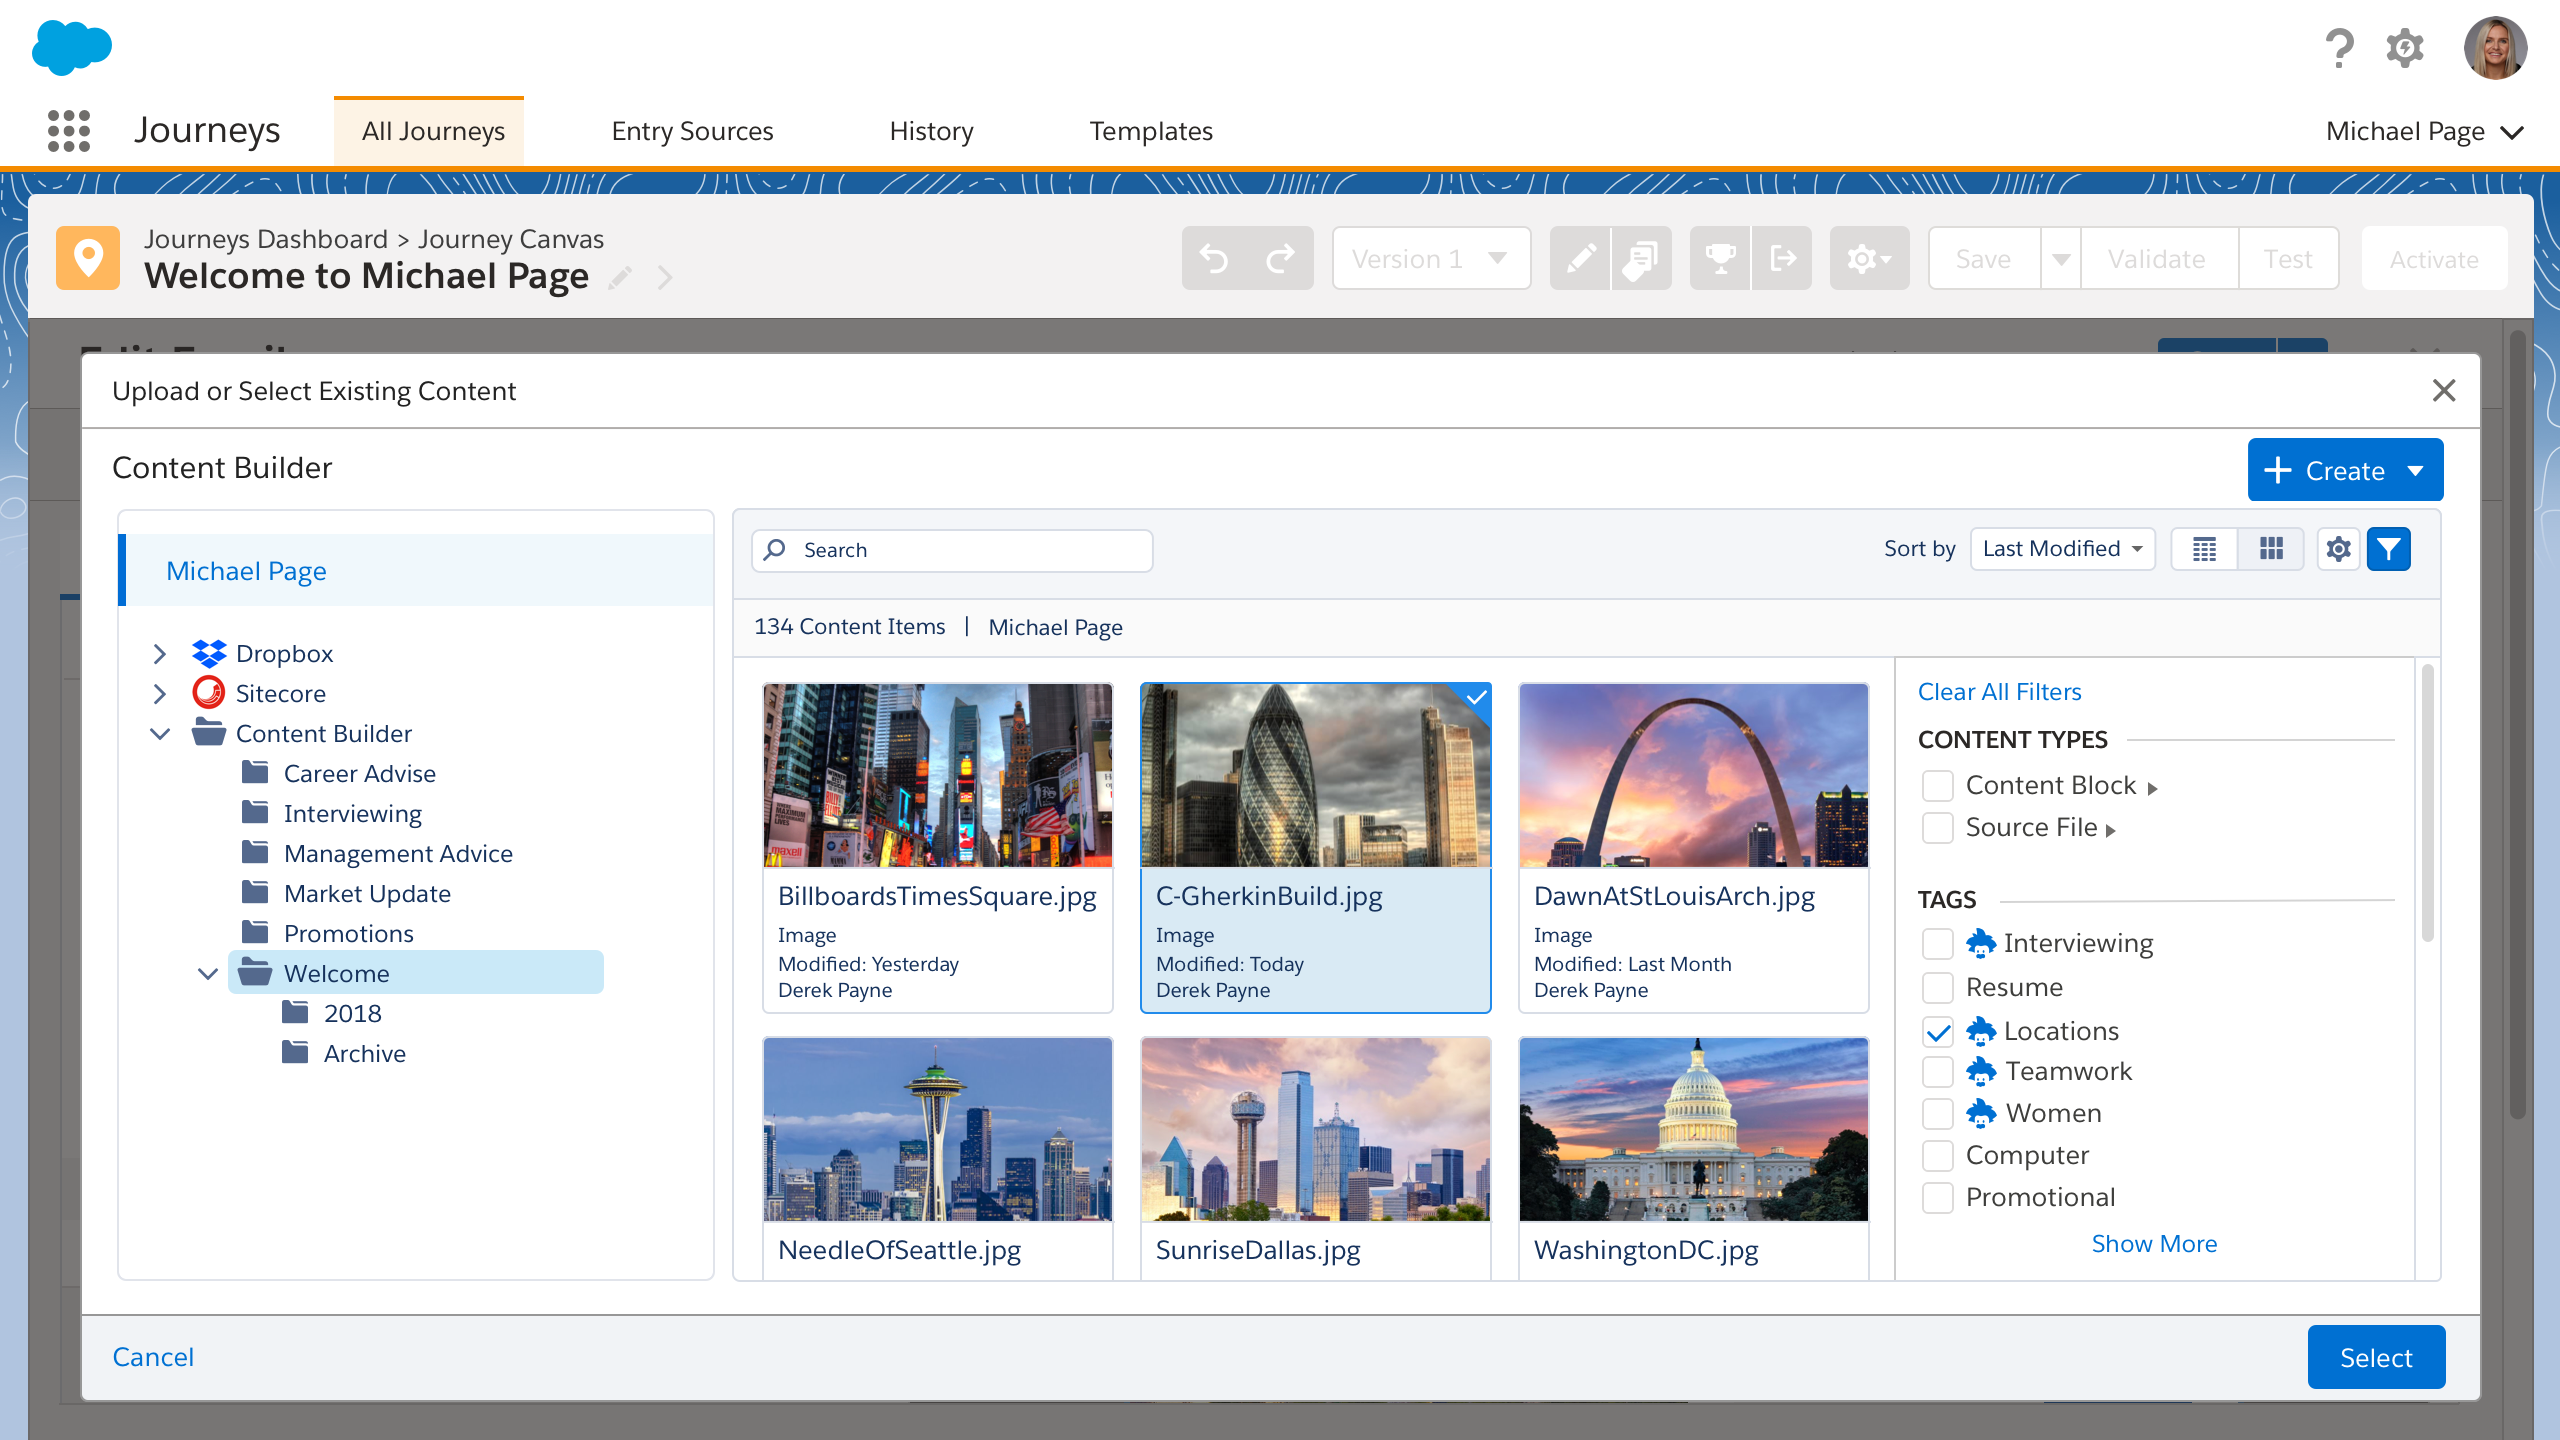 Journeys
All Journeys
Entry Sources
History
Templates
Michael Page
Journeys Dashboard > Journey Canvas
Welcome to Michael Page
Version 1
Save
Validate
Test
Activate
Upload or Select Existing Content
Content Builder
Create
Michael Page
Dropbox
Sitecore
Content Builder
Career Advise
Interviewing
Management Advice
Market Update
Promotions
Welcome
2018
Archive
Search
Sort by
Last Modified
134 Content Items | Michael Page
BillboardsTimesSquare.jpg
Image
Modified: Yesterday
Derek Payne
C-GherkinBuild.jpg
Image
Modified: Today
Derek Payne
DawnAtStLouisArch.jpg
Image
Modified: Last Month
Derek Payne
NeedleOfSeattle.jpg
SunriseDallas.jpg
WashingtonDC.jpg
Clear All Filters
CONTENT TYPES
Content Block
Source File
TAGS
Interviewing
Resume
Locations
Teamwork
Women
Computer
Promotional
Show More
Cancel
Select